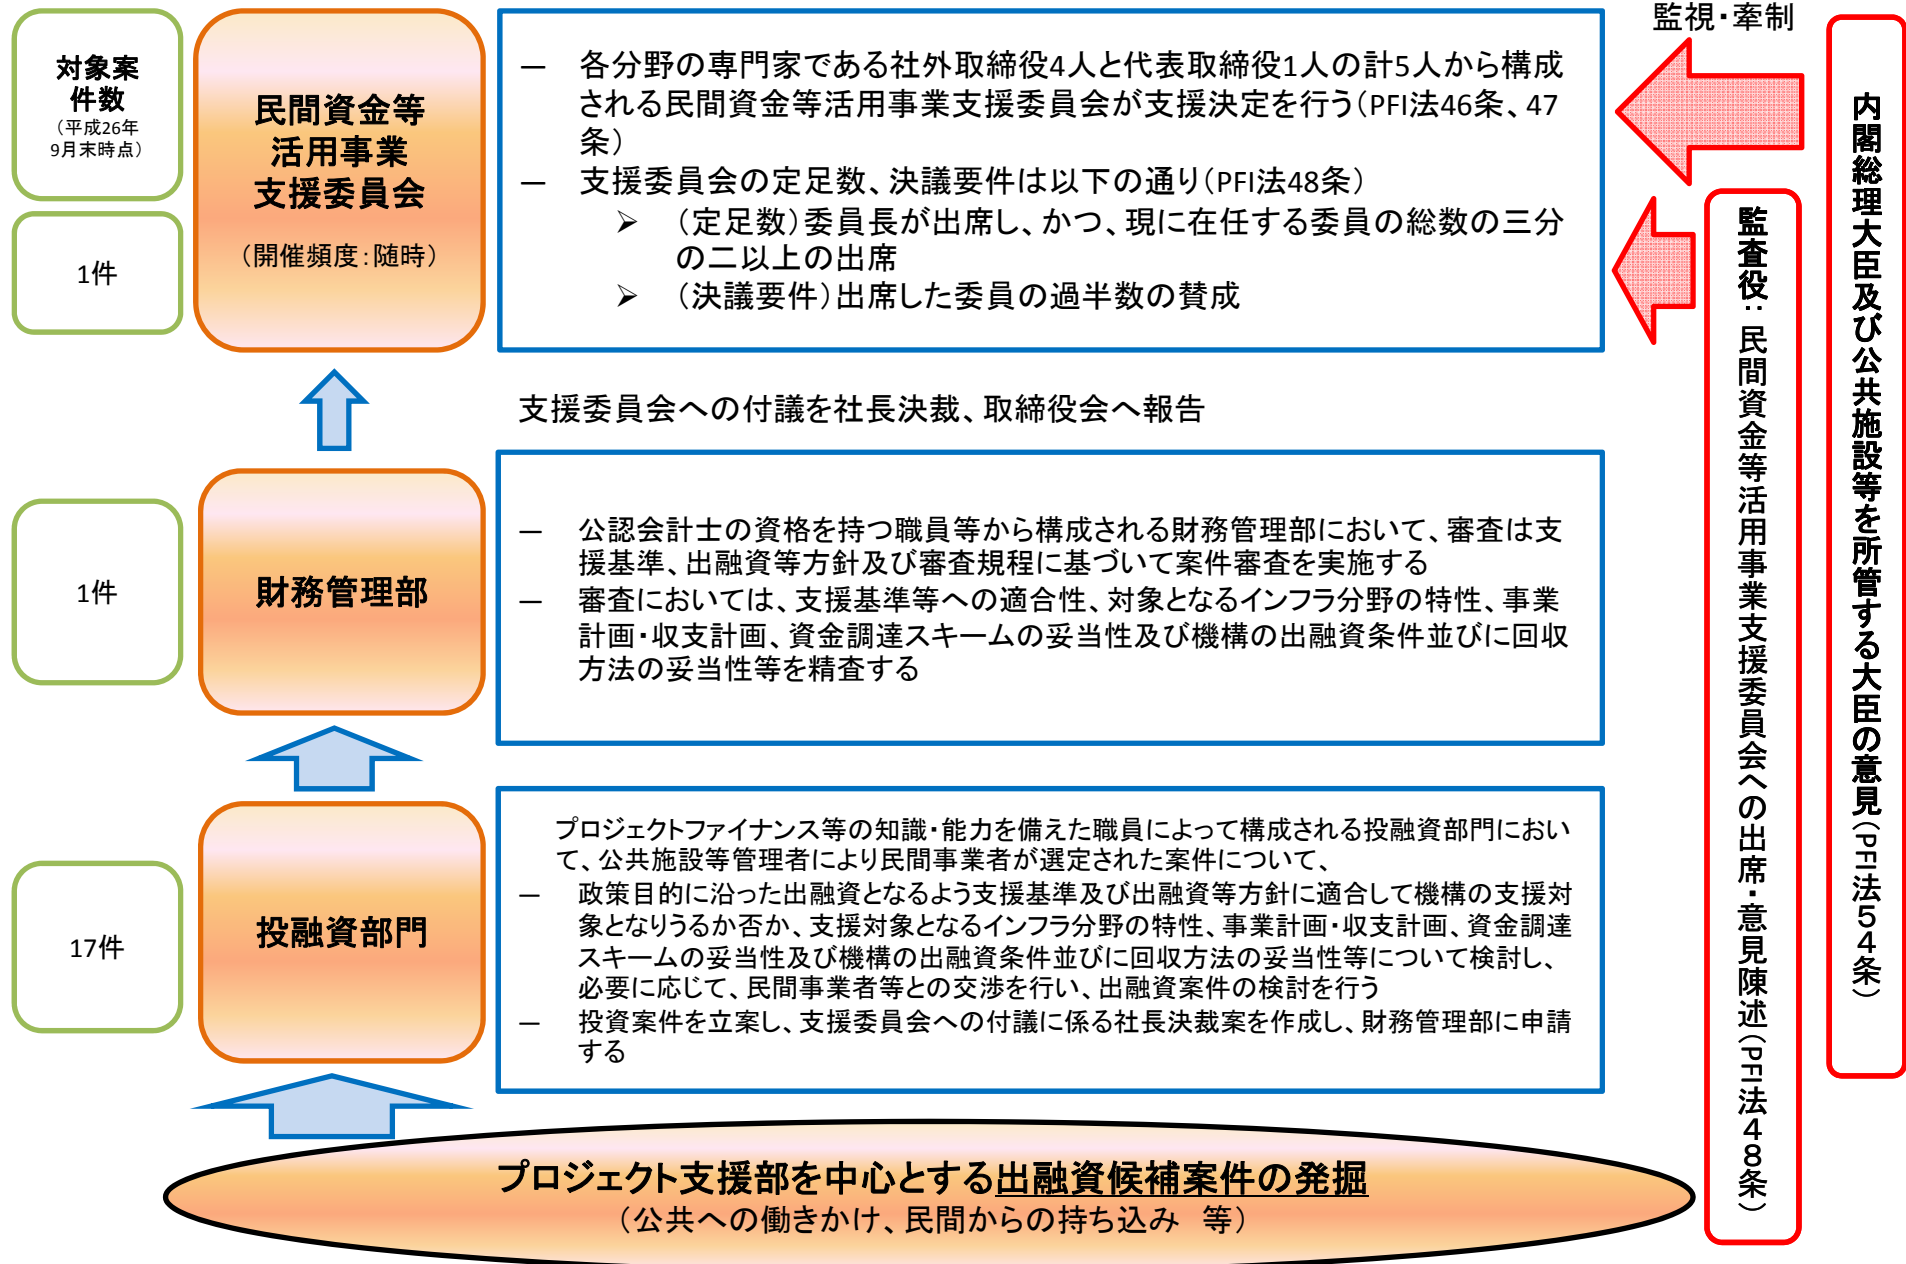 対象案
件数
（平成26年
9月末時点）
民間資金等
活用事業
支援委員会
（開催頻度：随時）
1件
― 各分野の専門家である社外取締役4人と代表取締役1人の計5人から構成
される民間資金等活用事業支援委員会が支援決定を行う（PFI法46条、47
条）
― 支援委員会の定足数、決議要件は以下の通り（PFI法48条）
➢ （定足数）委員長が出席し、かつ、現に在任する委員の総数の三分
の二以上の出席
➢ （決議要件）出席した委員の過半数の賛成
監視・牽制
支援委員会への付議を社長決裁、取締役会へ報告
1件
財務管理部
― 公認会計士の資格を持つ職員等から構成される財務管理部において、審査は支
援基準、出融資等方針及び審査規程に基づいて案件審査を実施する
― 審査においては、支援基準等への適合性、対象となるインフラ分野の特性、事業
計画・収支計画、資金調達スキームの妥当性及び機構の出融資条件並びに回収
方法の妥当性等を精査する
17件
投融資部門
プロジェクトファイナンス等の知識・能力を備えた職員によって構成される投融資部門におい
て、公共施設等管理者により民間事業者が選定された案件について、
― 政策目的に沿った出融資となるよう支援基準及び出融資等方針に適合して機構の支援対
象となりうるか否か、支援対象となるインフラ分野の特性、事業計画・収支計画、資金調達
スキームの妥当性及び機構の出融資条件並びに回収方法の妥当性等について検討し、
必要に応じて、民間事業者等との交渉を行い、出融資案件の検討を行う
― 投資案件を立案し、支援委員会への付議に係る社長決裁案を作成し、財務管理部に申請
する
プロジェクト支援部を中心とする出融資候補案件の発掘
（公共への働きかけ、民間からの持ち込み 等）
監査役：民間資金等活用事業支援委員会への出席・意見陳述（PFI法48条）
内閣総理大臣及び公共施設等を所管する大臣の意見（PFI法54条）